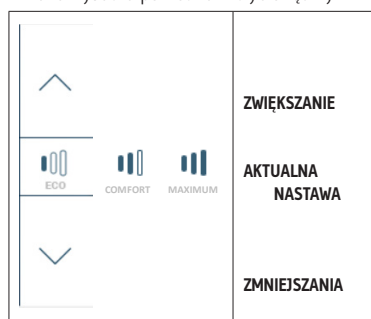 ZWIĘKSZANIE
ECO COMFORT MAXIMUM
AKTUALNA
NASTAWA
ZMNIEJSZANIA